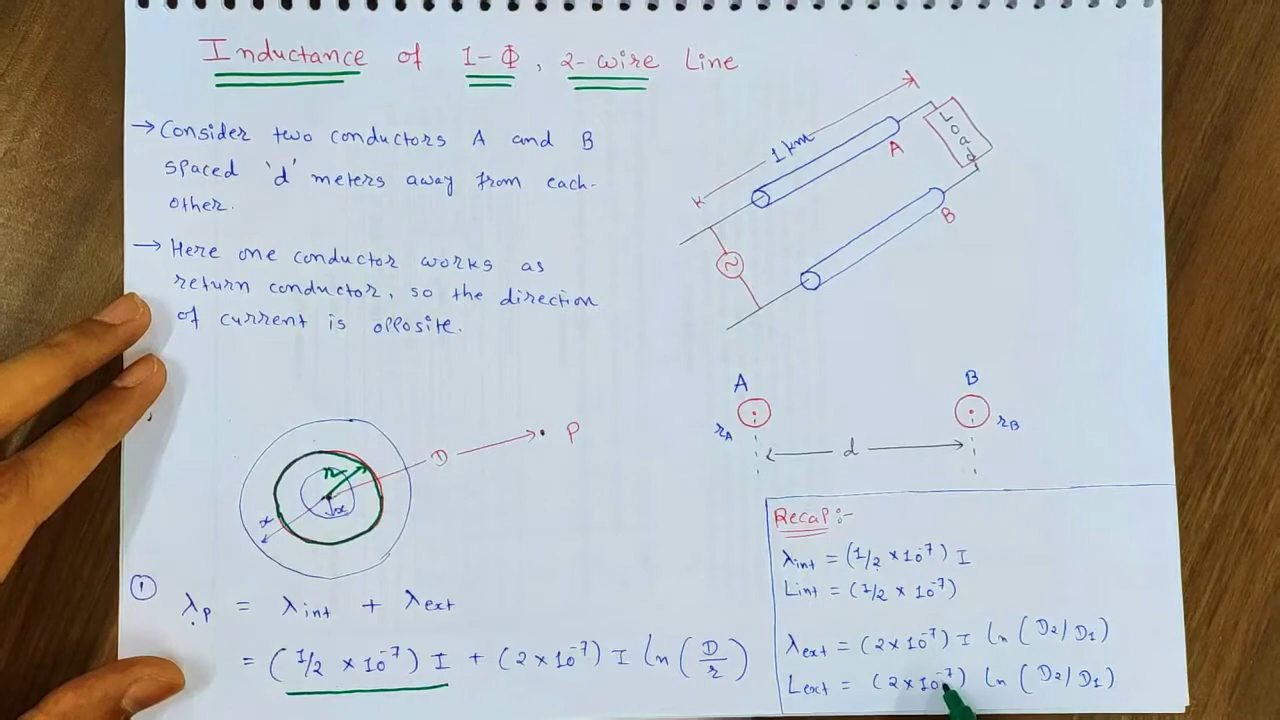 Inductance of 1-Φ, 2-wire Line
→ Consider two conductors A and B
spaced 'd' meters away from each-
other.
→ Here one conductor works as
return conductor, so the direction
of current is opposite.
1 km
Load
A
B
~
A
B
rA
rB
d
r
x
x
D
P
Recap :-
λint = (1/2 × 10⁻⁷) I
Lint = (1/2 × 10⁻⁷)
λext = (2×10⁻⁷) I ln (D2/D1)
Lext = (2×10⁻⁷) ln (D2/D1)
① λP = λint + λext
= (1/2 × 10⁻⁷) I + (2×10⁻⁷) I ln (D/r)